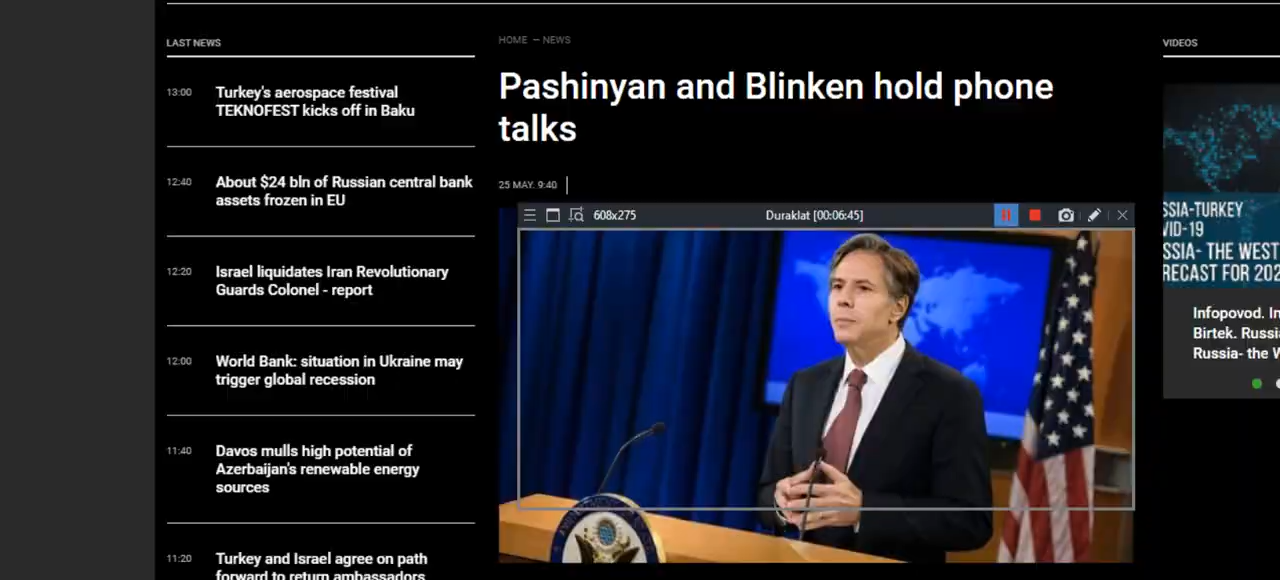 LAST NEWS
13:00
Turkey's aerospace festival
TEKNOFEST kicks off in Baku
12:40
About $24 bln of Russian central bank
assets frozen in EU
12:20
Israel liquidates Iran Revolutionary
Guards Colonel - report
12:00
World Bank: situation in Ukraine may
trigger global recession
11:40
Davos mulls high potential of
Azerbaijan's renewable energy
sources
11:20
Turkey and Israel agree on path
forward to return ambassadors
HOME – NEWS
Pashinyan and Blinken hold phone
talks
25 MAY. 9:40
608x275
Duraklat [00:06:45]
VIDEOS
SSIA-TURKEY
VID-19
SSIA- THE WEST
RECAST FOR 202
Infopovod. In
Birtek. Russi
Russia- the W